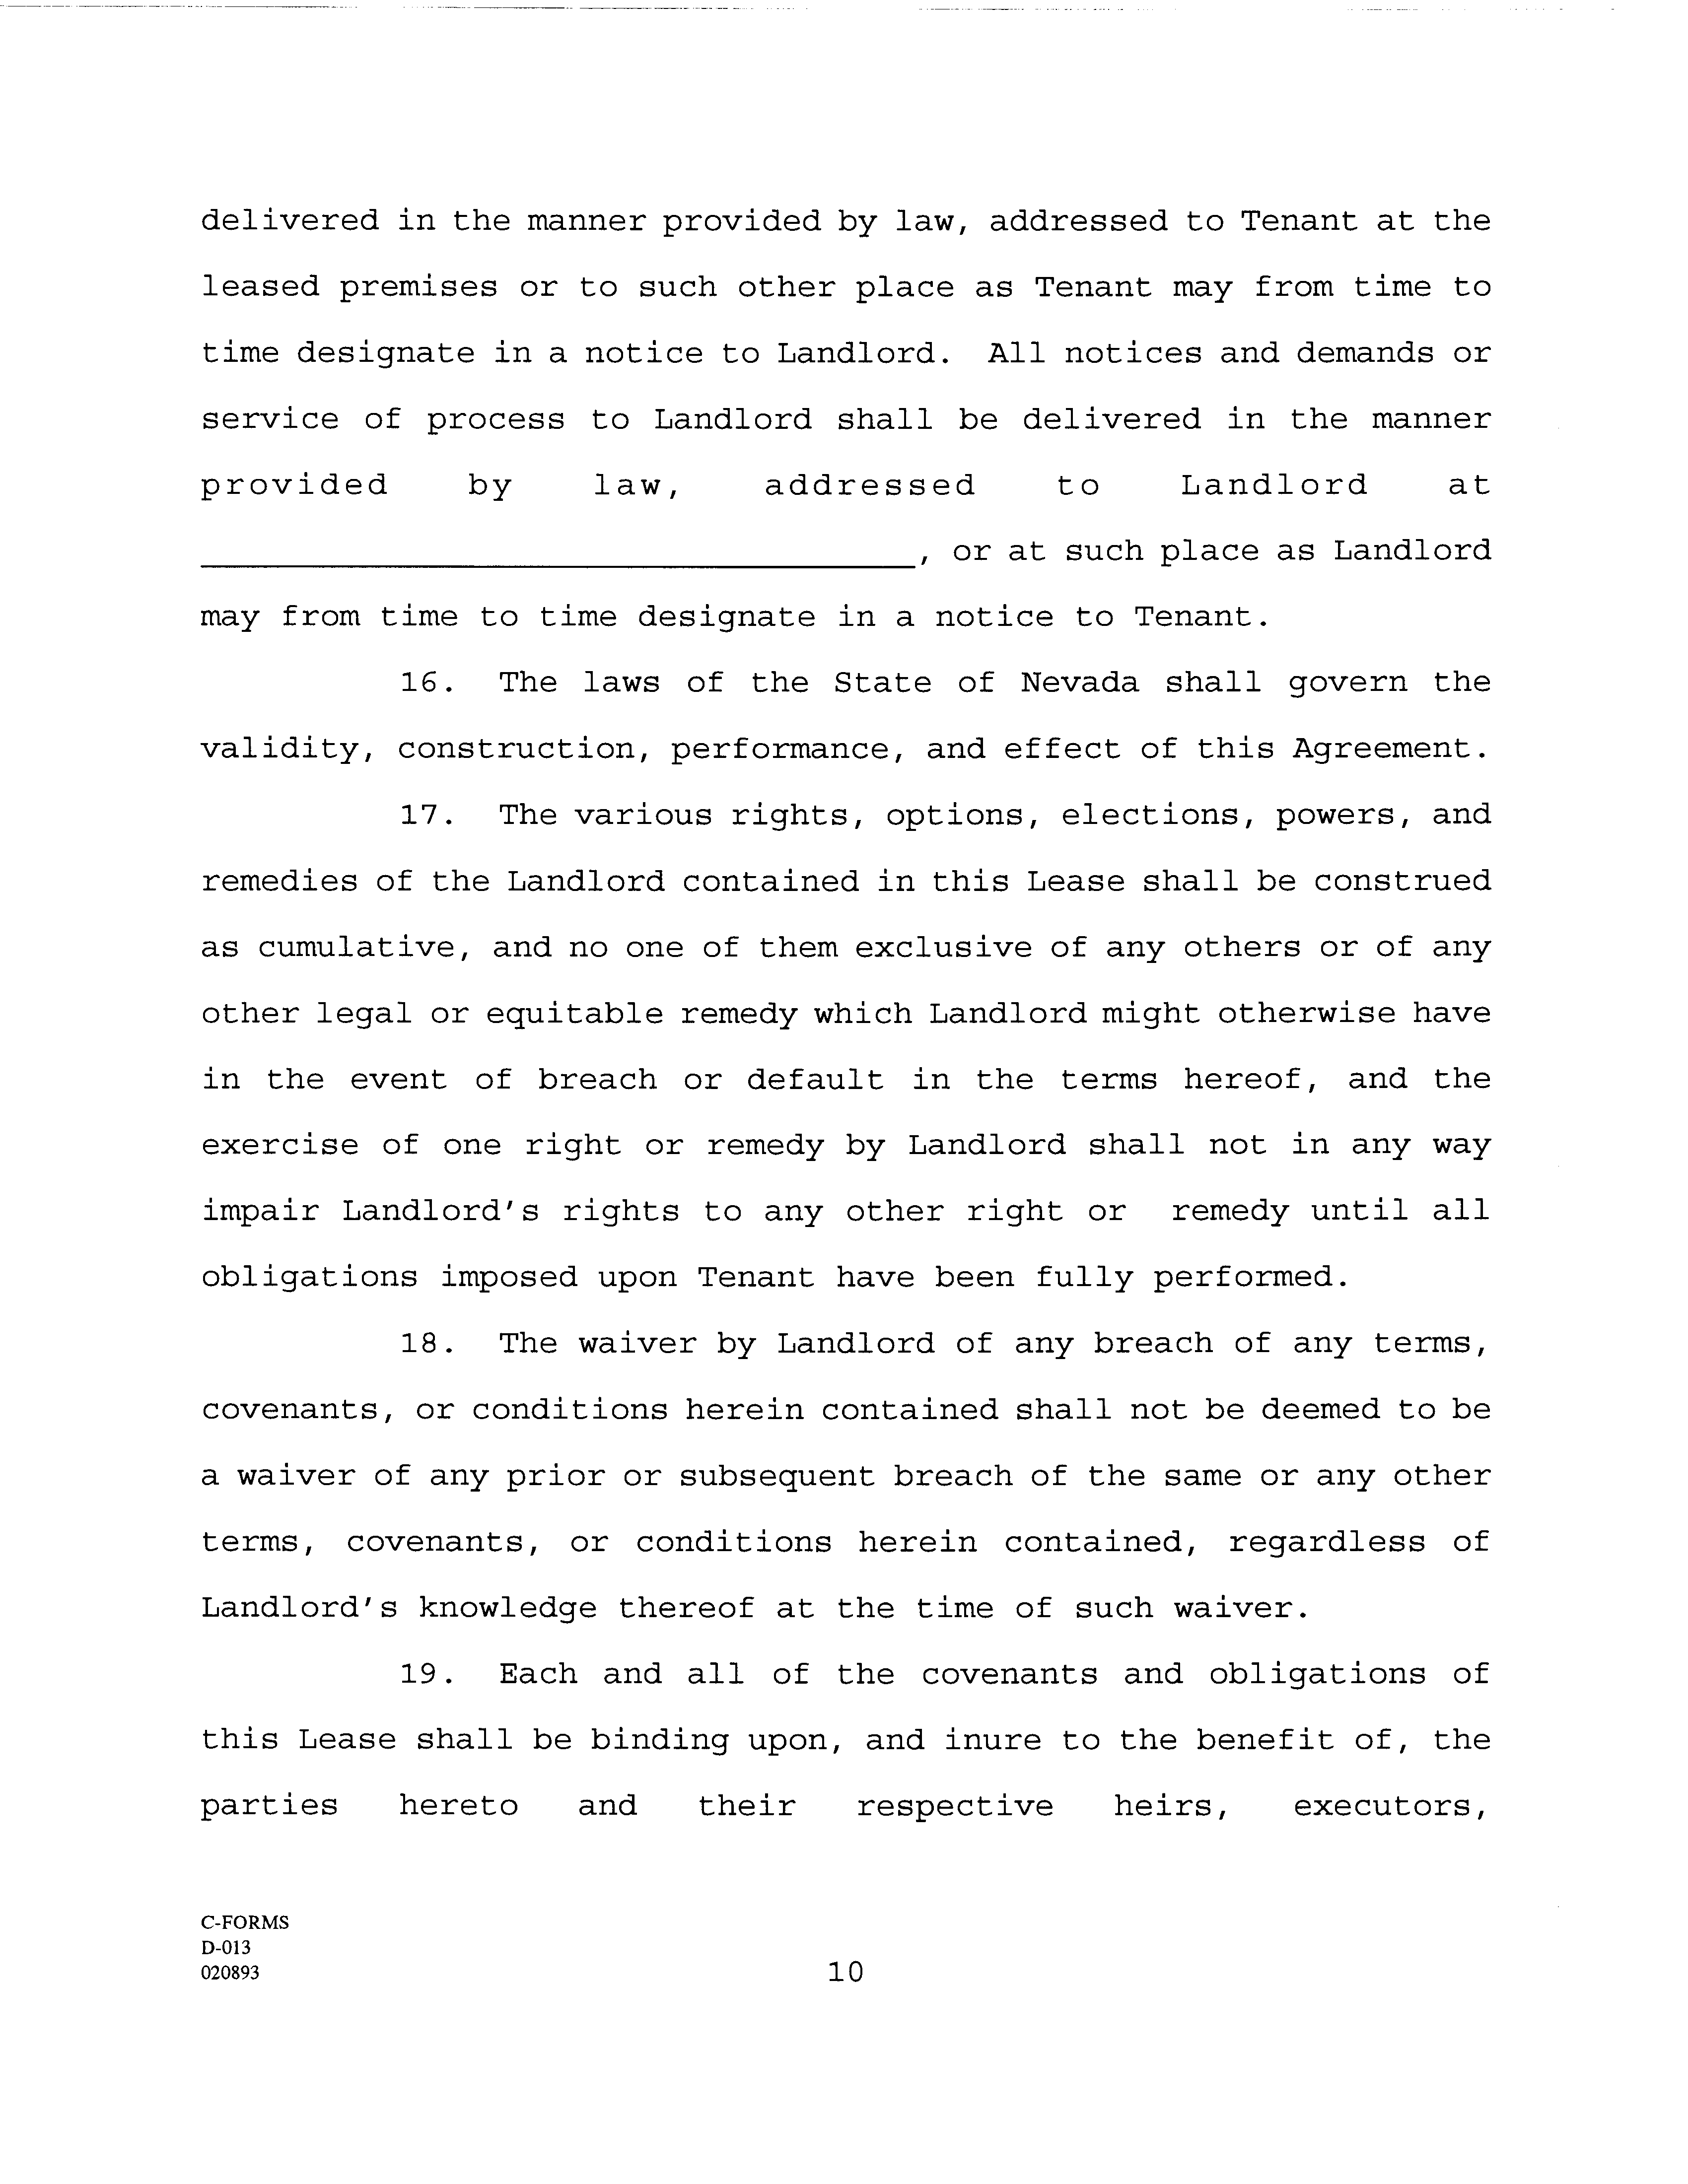 delivered in the manner provided by law, addressed to Tenant at the
leased premises or to such other place as Tenant may from time to
time designate in a notice to Landlord.  All notices and demands or
service of process to Landlord shall be delivered in the manner
provided by law, addressed to Landlord at
____________________________________, or at such place as Landlord
may from time to time designate in a notice to Tenant.
16.  The laws of the State of Nevada shall govern the
validity, construction, performance, and effect of this Agreement.
17.  The various rights, options, elections, powers, and
remedies of the Landlord contained in this Lease shall be construed
as cumulative, and no one of them exclusive of any others or of any
other legal or equitable remedy which Landlord might otherwise have
in the event of breach or default in the terms hereof, and the
exercise of one right or remedy by Landlord shall not in any way
impair Landlord's rights to any other right or  remedy until all
obligations imposed upon Tenant have been fully performed.
18.  The waiver by Landlord of any breach of any terms,
covenants, or conditions herein contained shall not be deemed to be
a waiver of any prior or subsequent breach of the same or any other
terms, covenants, or conditions herein contained, regardless of
Landlord's knowledge thereof at the time of such waiver.
19.  Each and all of the covenants and obligations of
this Lease shall be binding upon, and inure to the benefit of, the
parties hereto and their respective heirs, executors,
C-FORMS
D-013
020893
10